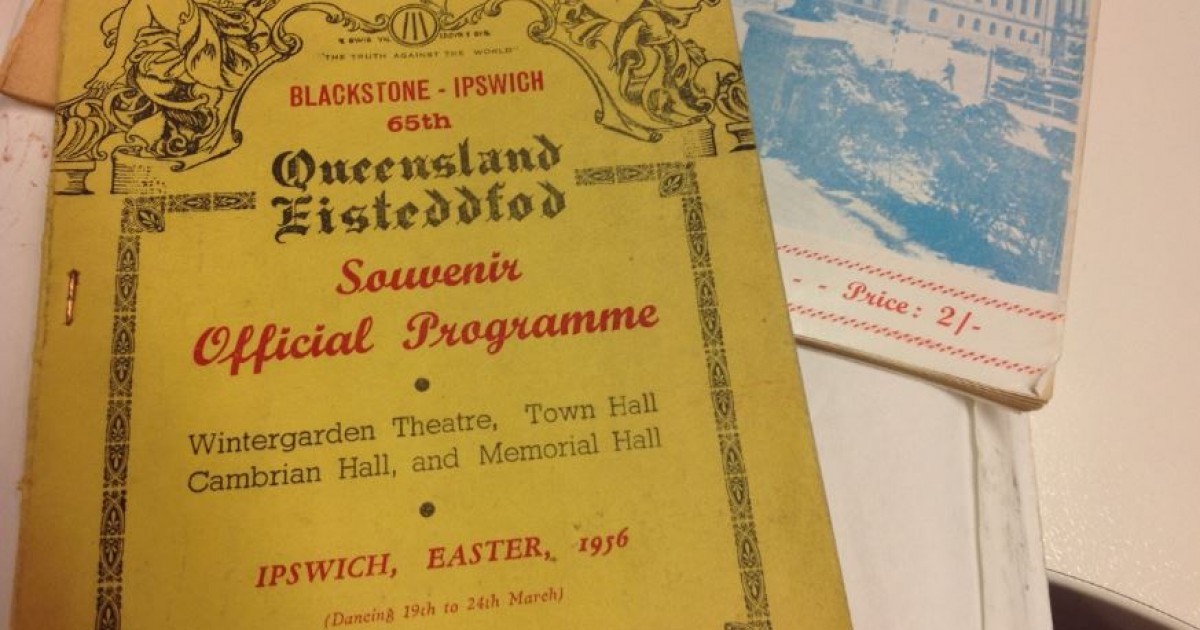 "THE TRUTH AGAINST THE WORLD"
BLACKSTONE - IPSWICH
65th
Queensland
Eisteddfod
Souvenir
Official Programme
Wintergarden Theatre, Town Hall
Cambrian Hall, and Memorial Hall
IPSWICH, EASTER, 1956
(Dancing 19th to 24th March)
- - Price: 2/-